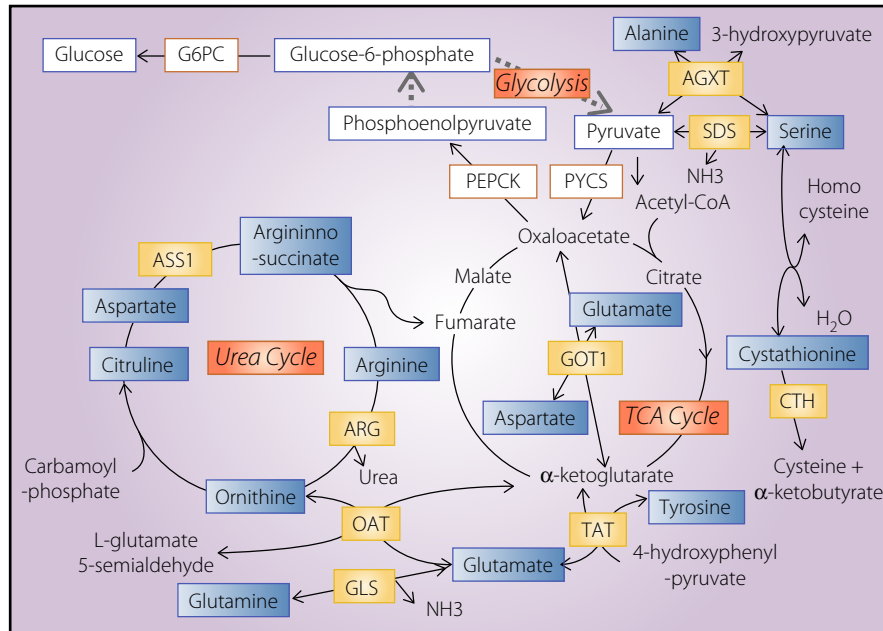 Glucose
G6PC
Glucose-6-phosphate
Glycolysis
Phosphoenolpyruvate
Alanine
3-hydroxypyruvate
AGXT
Pyruvate
SDS
Serine
NH3
PEPCK
PYCS
Acetyl-CoA
Homo
cysteine
Oxaloacetate
Argininno
-succinate
ASS1
Malate
Citrate
Aspartate
Glutamate
Fumarate
H₂O
Citruline
Urea Cycle
Arginine
GOT1
Cystathionine
Aspartate
TCA Cycle
CTH
ARG
Carbamoyl
-phosphate
Urea
α-ketoglutarate
Cysteine +
α-ketobutyrate
Ornithine
Tyrosine
OAT
TAT
L-glutamate
5-semialdehyde
Glutamate
4-hydroxyphenyl
-pyruvate
Glutamine
GLS
NH3